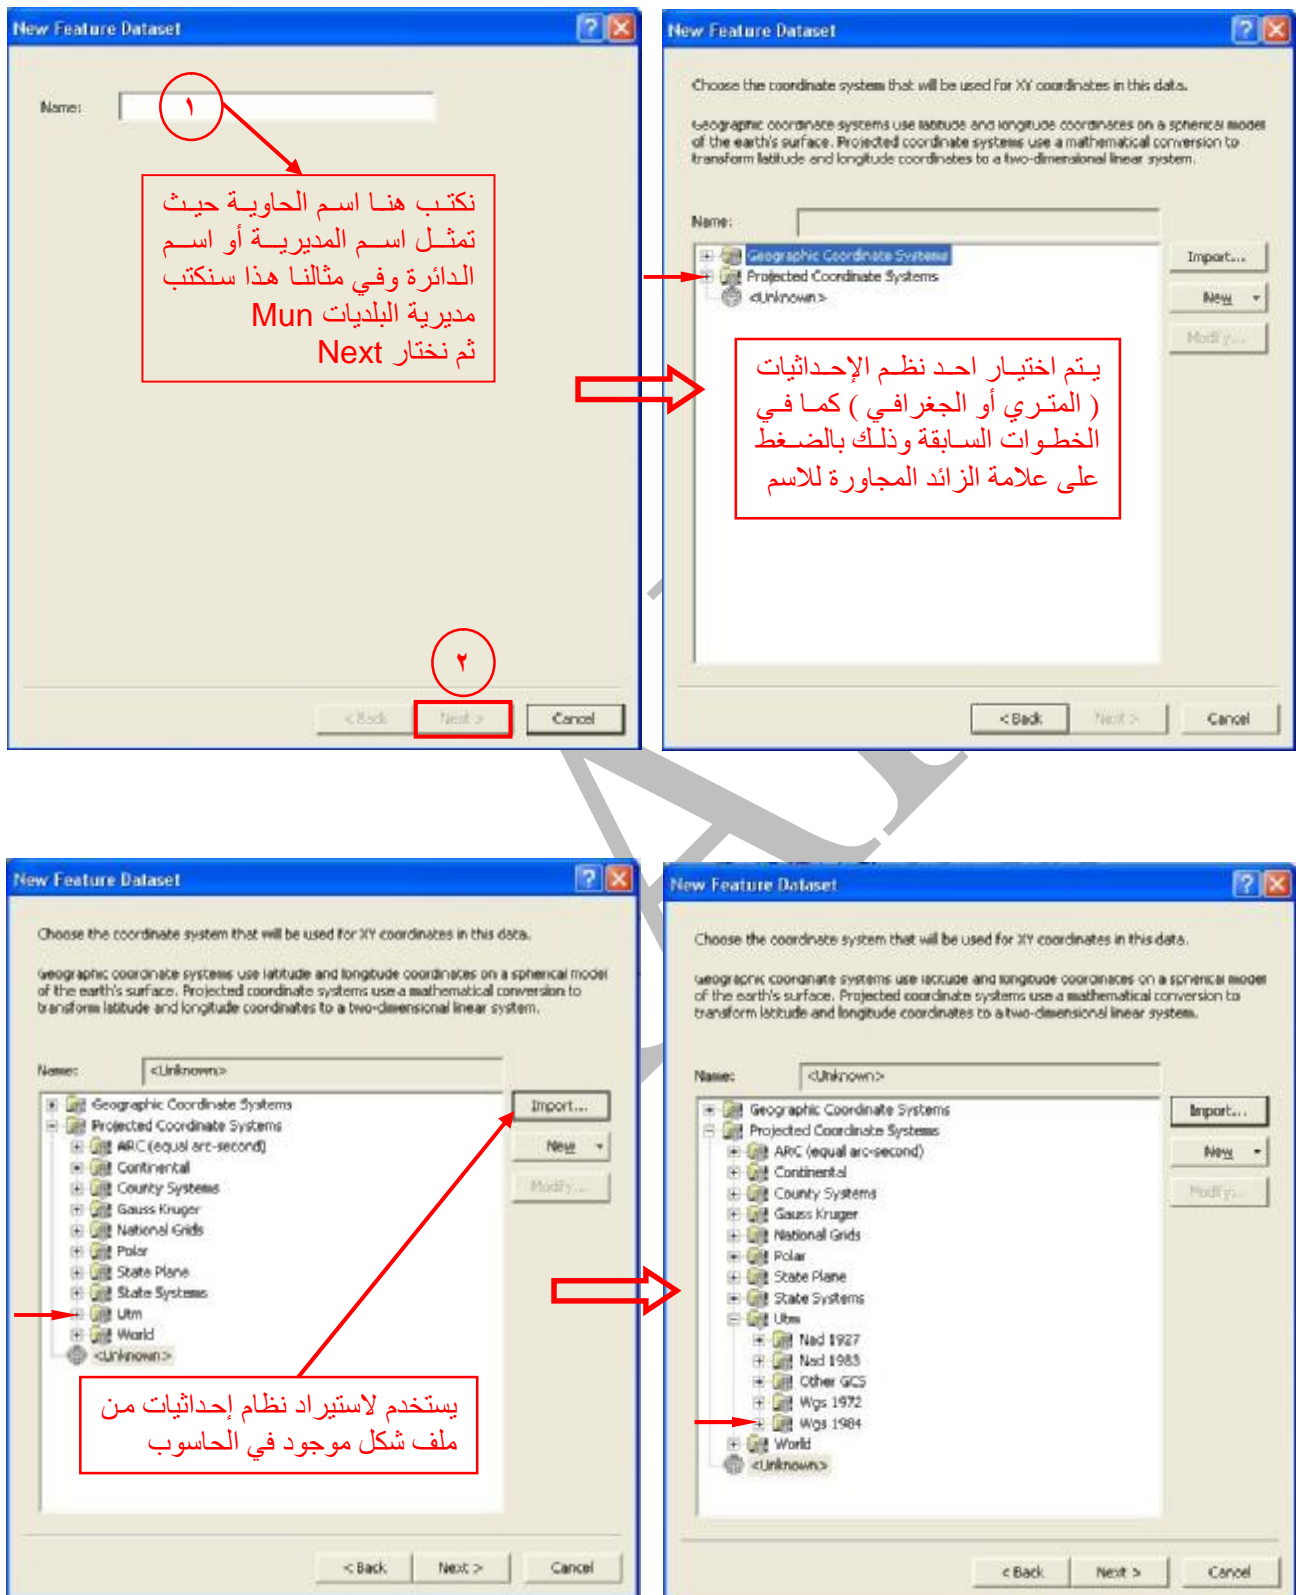 New Feature Dataset
Name:
١
نكتب هنا اسم الحاوية حيث
تمثل اسم المديرية أو اسم
الدائرة وفي مثالنا هذا سنكتب
مديرية البلديات Mun
ثم نختار Next
٢
< Back
Next >
Cancel
New Feature Dataset
Choose the coordinate system that will be used for XY coordinates in this data.
Geographic coordinate systems use latitude and longitude coordinates on a spherical model
of the earth's surface. Projected coordinate systems use a mathematical conversion to
transform latitude and longitude coordinates to a two-dimensional linear system.
Name:
Geographic Coordinate Systems
Projected Coordinate Systems
<Unknown>
Import...
New
Modify...
يتم اختيار احد نظم الإحداثيات
( المتري أو الجغرافي ) كما في
الخطوات السابقة وذلك بالضغط
على علامة الزائد المجاورة للاسم
< Back
Next >
Cancel
New Feature Dataset
Choose the coordinate system that will be used for XY coordinates in this data.
Geographic coordinate systems use latitude and longitude coordinates on a spherical model
of the earth's surface. Projected coordinate systems use a mathematical conversion to
transform latitude and longitude coordinates to a two-dimensional linear system.
Name:
<Unknown>
Geographic Coordinate Systems
Projected Coordinate Systems
ARC (equal arc-second)
Continental
County Systems
Gauss Kruger
National Grids
Polar
State Plane
State Systems
Utm
World
<Unknown>
Import...
New
Modify...
يستخدم لاستيراد نظام إحداثيات من
ملف شكل موجود في الحاسوب
< Back
Next >
Cancel
New Feature Dataset
Choose the coordinate system that will be used for XY coordinates in this data.
Geographic coordinate systems use latitude and longitude coordinates on a spherical model
of the earth's surface. Projected coordinate systems use a mathematical conversion to
transform latitude and longitude coordinates to a two-dimensional linear system.
Name:
<Unknown>
Geographic Coordinate Systems
Projected Coordinate Systems
ARC (equal arc-second)
Continental
County Systems
Gauss Kruger
National Grids
Polar
State Plane
State Systems
Utm
Nad 1927
Nad 1983
Other GCS
Wgs 1972
Wgs 1984
World
<Unknown>
Import...
New
Modify...
< Back
Next >
Cancel